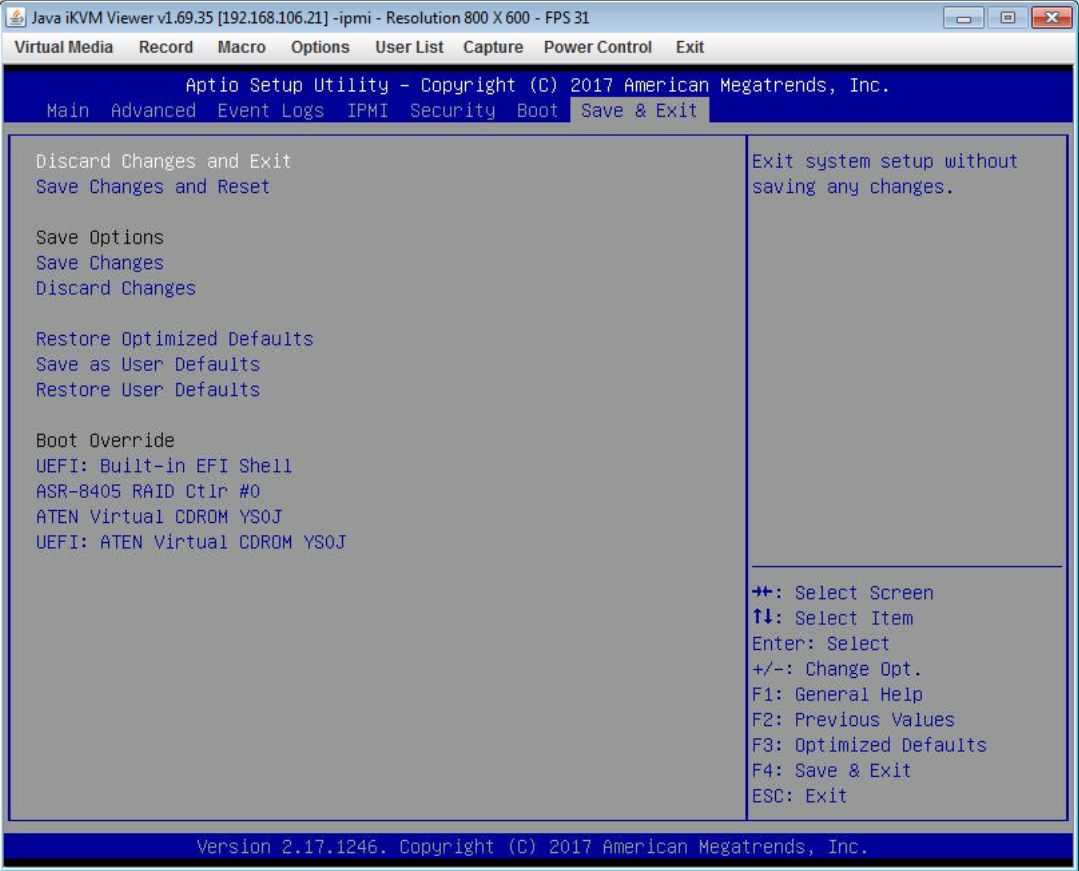 Java iKVM Viewer v1.69.35 [192.168.106.21] -ipmi - Resolution 800 X 600 - FPS 31
Virtual Media Record Macro Options User List Capture Power Control Exit
Aptio Setup Utility – Copyright (C) 2017 American Megatrends, Inc.
Main Advanced Event Logs IPMI Security Boot Save & Exit
Discard Changes and Exit
Save Changes and Reset
Save Options
Save Changes
Discard Changes
Restore Optimized Defaults
Save as User Defaults
Restore User Defaults
Boot Override
UEFI: Built-in EFI Shell
ASR-8405 RAID Ctlr #0
ATEN Virtual CDROM YS0J
UEFI: ATEN Virtual CDROM YS0J
Exit system setup without
saving any changes.
→←: Select Screen
↑↓: Select Item
Enter: Select
+/-: Change Opt.
F1: General Help
F2: Previous Values
F3: Optimized Defaults
F4: Save & Exit
ESC: Exit
Version 2.17.1246. Copyright (C) 2017 American Megatrends, Inc.